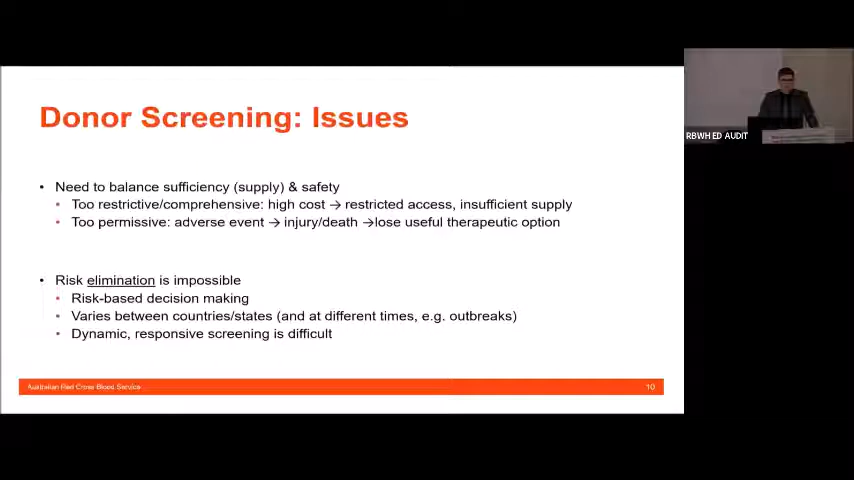 Donor Screening: Issues
RBWH ED AUDIT
• Need to balance sufficiency (supply) & safety
• Too restrictive/comprehensive: high cost → restricted access, insufficient supply
• Too permissive: adverse event → injury/death →lose useful therapeutic option
• Risk elimination is impossible
• Risk-based decision making
• Varies between countries/states (and at different times, e.g. outbreaks)
• Dynamic, responsive screening is difficult
Australian Red Cross Blood Service
10